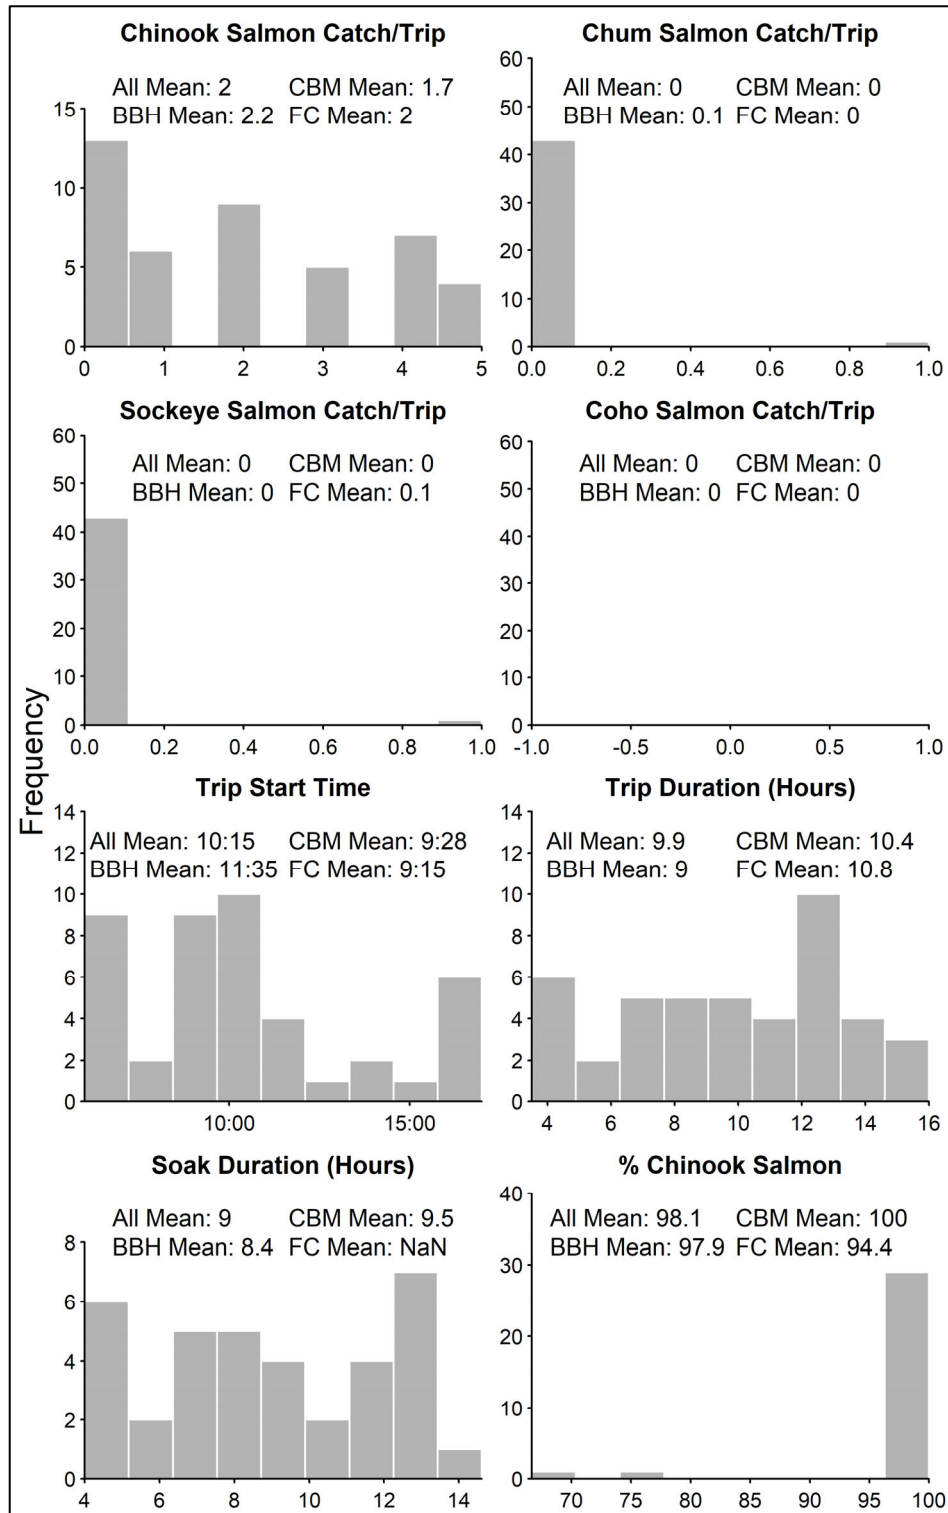 Frequency
Chinook Salmon Catch/Trip
All Mean: 2 CBM Mean: 1.7
BBH Mean: 2.2 FC Mean: 2
15
10
5
0
0 1 2 3 4 5
Chum Salmon Catch/Trip
All Mean: 0 CBM Mean: 0
BBH Mean: 0.1 FC Mean: 0
60
50
40
30
20
10
0
0.0 0.2 0.4 0.6 0.8 1.0
Sockeye Salmon Catch/Trip
All Mean: 0 CBM Mean: 0
BBH Mean: 0 FC Mean: 0.1
60
50
40
30
20
10
0
0.0 0.2 0.4 0.6 0.8 1.0
Coho Salmon Catch/Trip
All Mean: 0 CBM Mean: 0
BBH Mean: 0 FC Mean: 0
60
50
40
30
20
10
0
-1.0 -0.5 0.0 0.5 1.0
Trip Start Time
All Mean: 10:15 CBM Mean: 9:28
BBH Mean: 11:35 FC Mean: 9:15
14
12
10
8
6
4
2
0
10:00 15:00
Trip Duration (Hours)
All Mean: 9.9 CBM Mean: 10.4
BBH Mean: 9 FC Mean: 10.8
14
12
10
8
6
4
2
0
4 6 8 10 12 14 16
Soak Duration (Hours)
All Mean: 9 CBM Mean: 9.5
BBH Mean: 8.4 FC Mean: NaN
8
6
4
2
0
4 6 8 10 12 14
% Chinook Salmon
All Mean: 98.1 CBM Mean: 100
BBH Mean: 97.9 FC Mean: 94.4
40
30
20
10
0
70 75 80 85 90 95 100